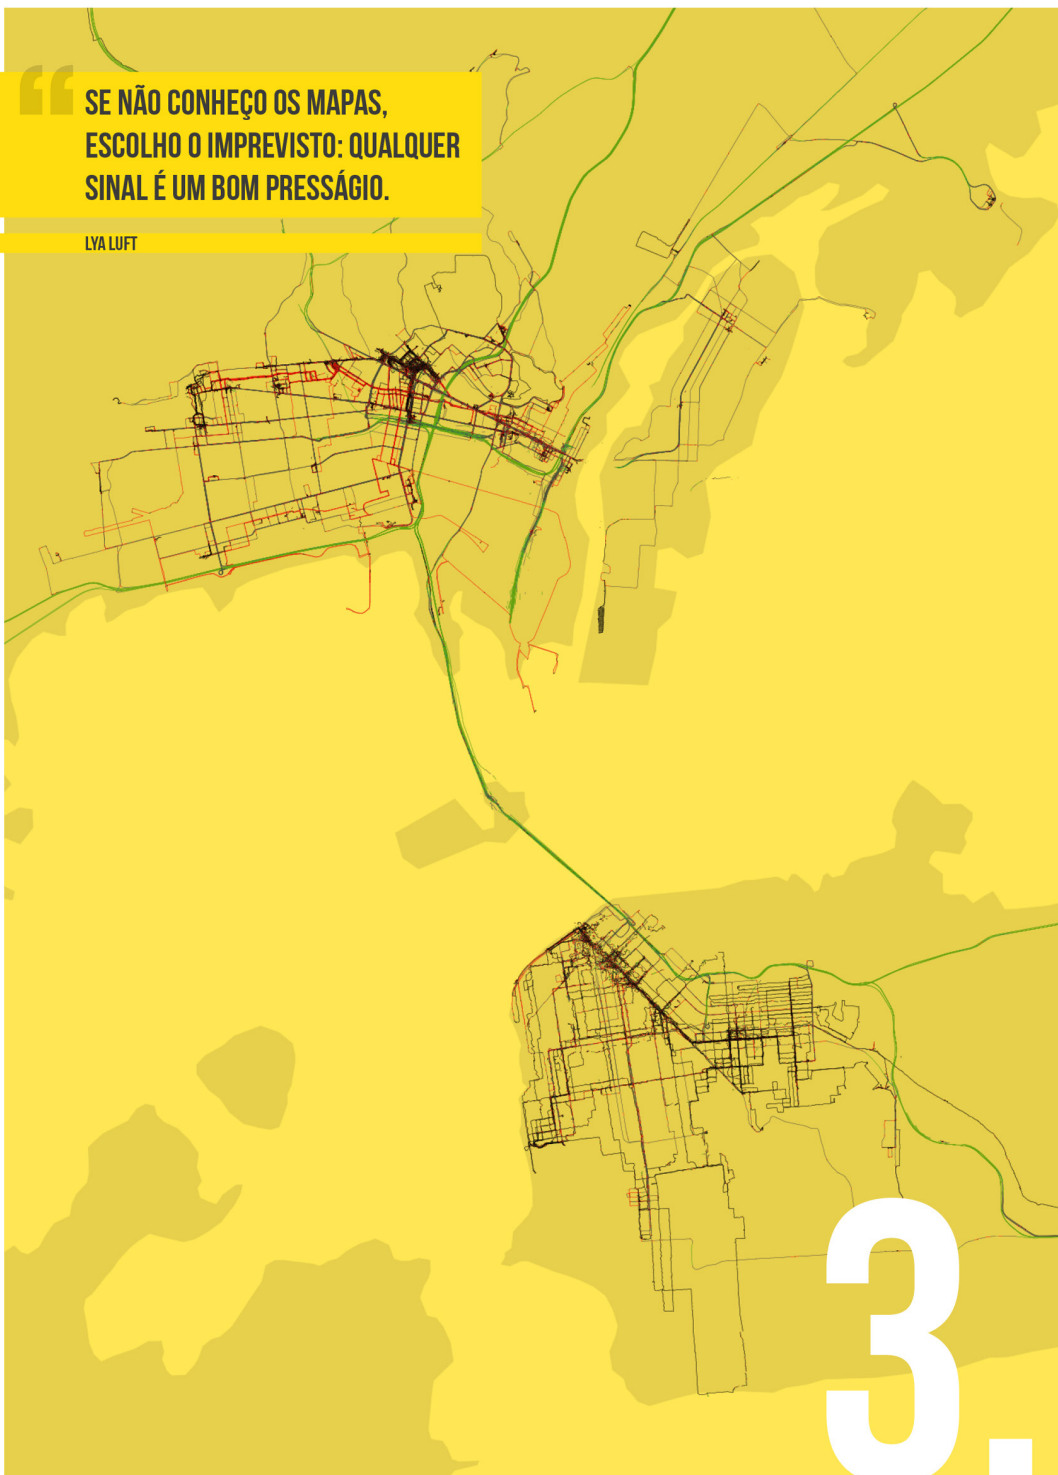 “
SE NÃO CONHEÇO OS MAPAS,
ESCOLHO O IMPREVISTO: QUALQUER
SINAL É UM BOM PRESSÁGIO.
LYA LUFT
3.